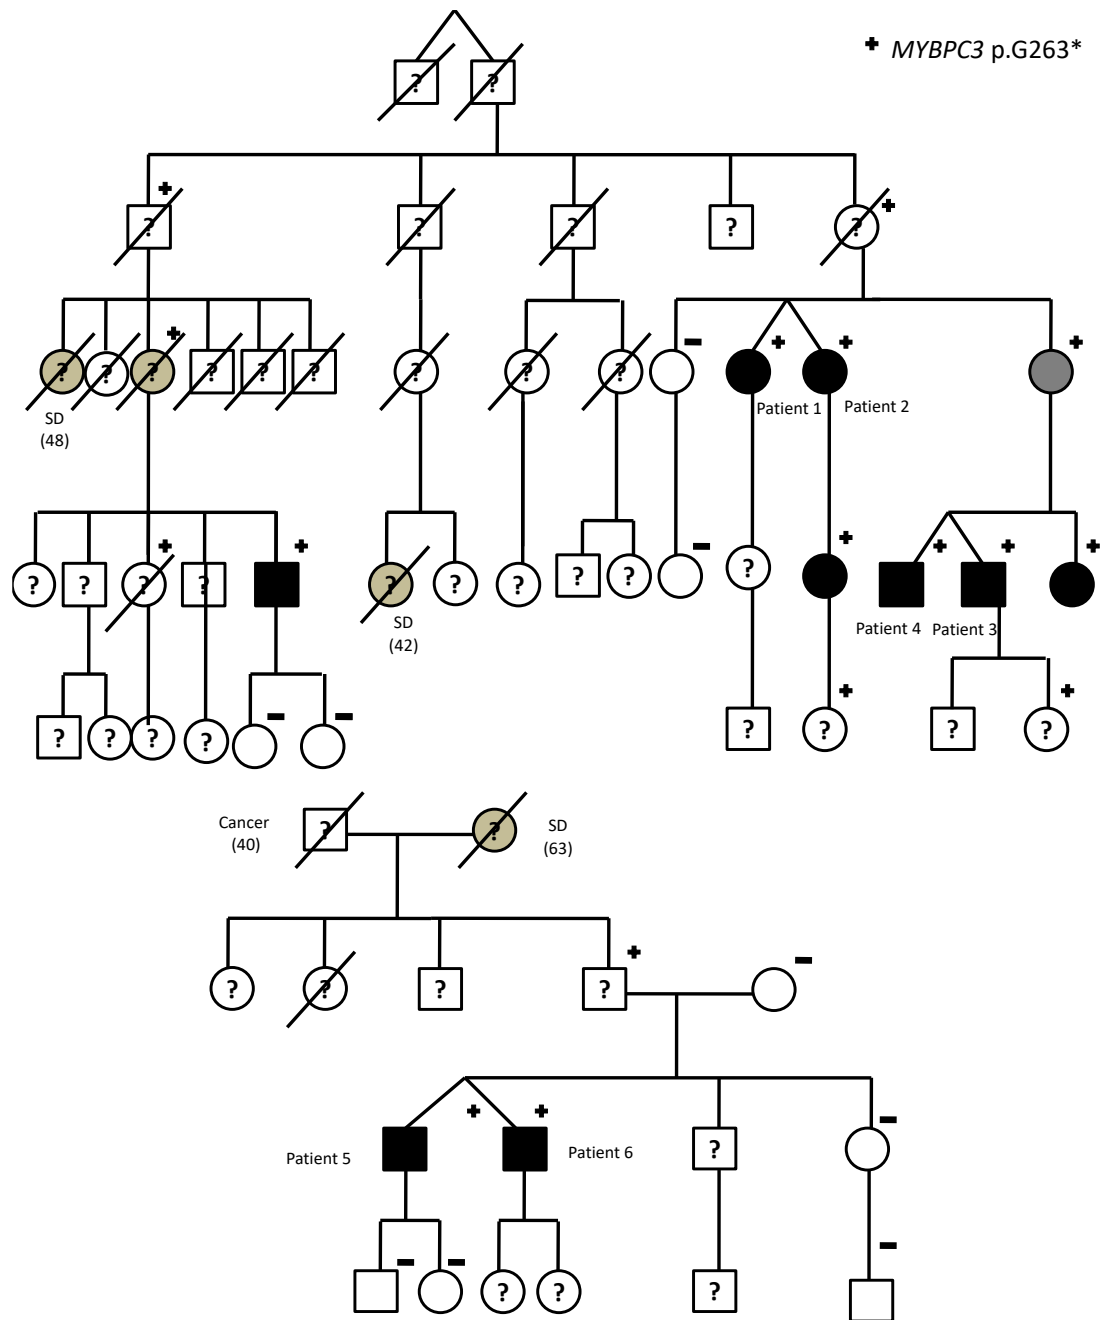 + MYBPC3 p.G263*
? ?
+ +
? ? ? ? ?
+ - + + +
? ? ? ? ? ? ? ? ?
SD
(48)
Patient 1 Patient 2
+ + - + + + +
? ? ? ? ? ? ? ? ? ?
SD
(42)
Patient 4 Patient 3
- - + +
? ? ? ? ? ? ? ?
Cancer
(40)
? ?
SD
(63)
+ -
? ? ? ?
+ + -
Patient 5 Patient 6 ?
- - -
? ? ?